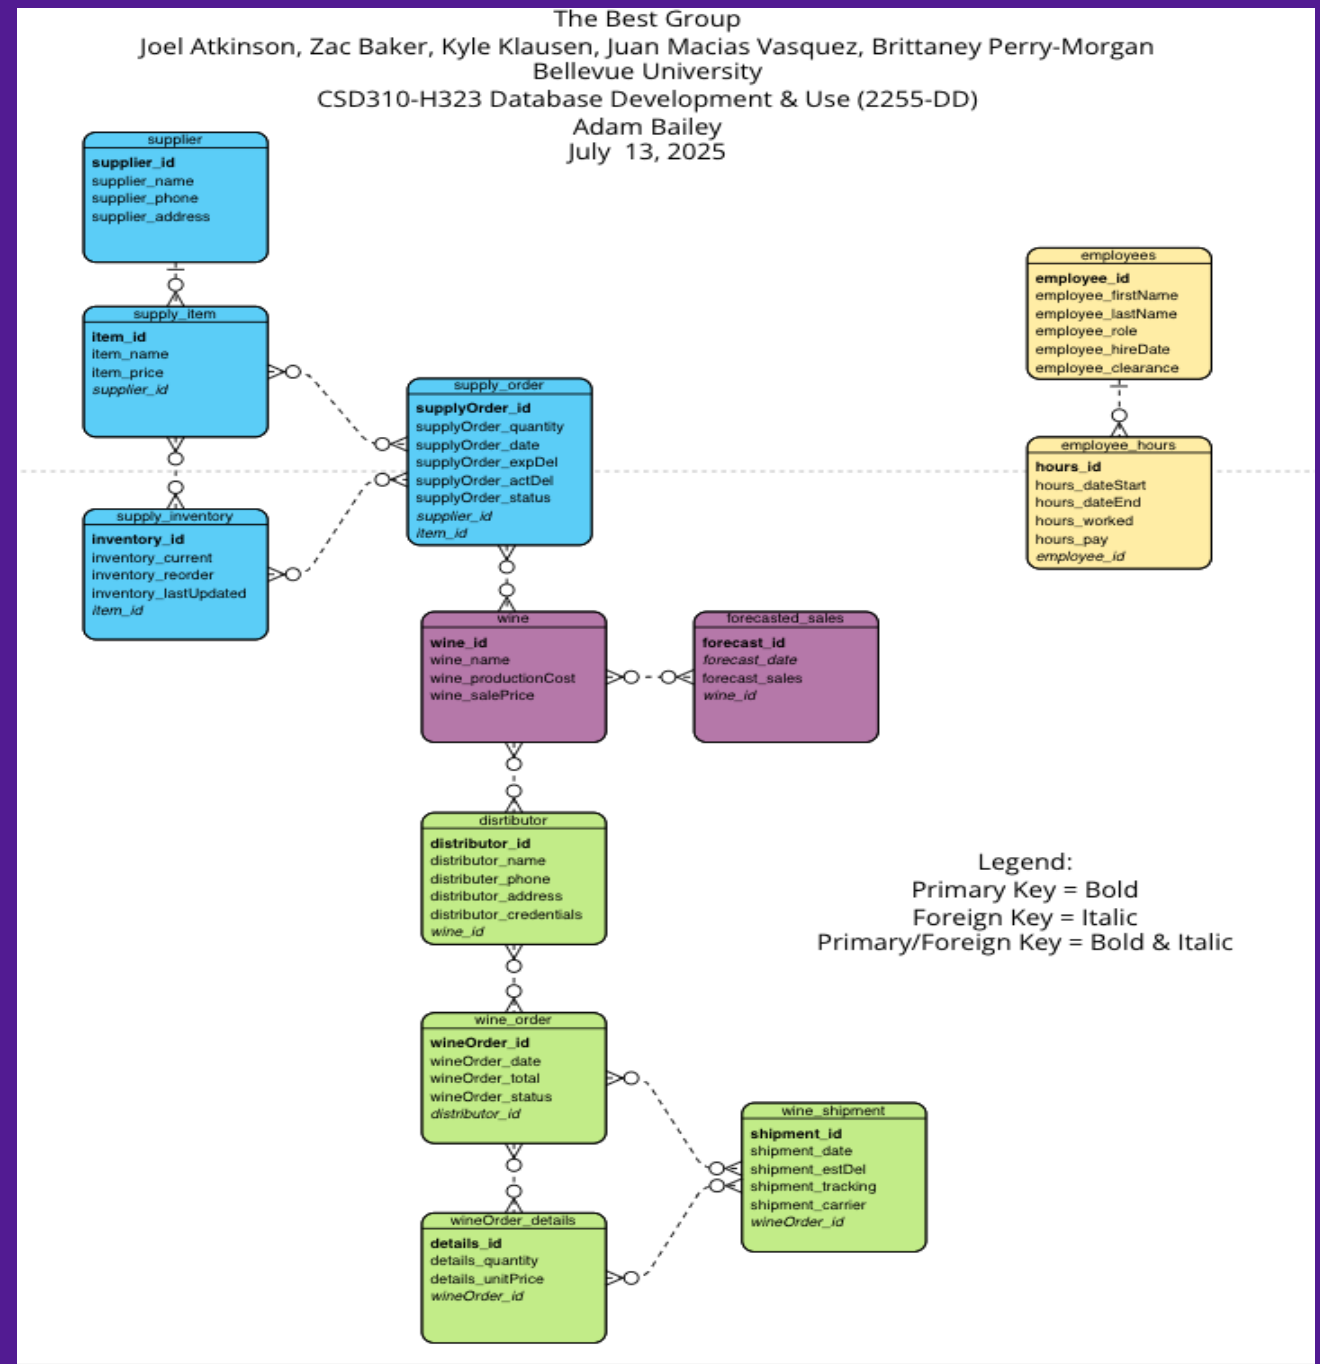 The Best Group
Joel Atkinson, Zac Baker, Kyle Klausen, Juan Macias Vasquez, Brittaney Perry-Morgan
Bellevue University
CSD310-H323 Database Development & Use (2255-DD)
Adam Bailey
July 13, 2025
supplier
supplier_id
supplier_name
supplier_phone
supplier_address
supply_item
item_id
item_name
item_price
supplier_id
supply_inventory
inventory_id
inventory_current
inventory_reorder
inventory_lastUpdated
item_id
supply_order
supplyOrder_id
supplyOrder_quantity
supplyOrder_date
supplyOrder_expDel
supplyOrder_actDel
supplyOrder_status
supplier_id
item_id
employees
employee_id
employee_firstName
employee_lastName
employee_role
employee_hireDate
employee_clearance
employee_hours
hours_id
hours_dateStart
hours_dateEnd
hours_worked
hours_pay
employee_id
wine
wine_id
wine_name
wine_productionCost
wine_salePrice
forecasted_sales
forecast_id
forecast_date
forecast_sales
wine_id
disrtibutor
distributor_id
distributor_name
distributer_phone
distributor_address
distributor_credentials
wine_id
Legend:
Primary Key = Bold
Foreign Key = Italic
Primary/Foreign Key = Bold & Italic
wine_order
wineOrder_id
wineOrder_date
wineOrder_total
wineOrder_status
distributor_id
wine_shipment
shipment_id
shipment_date
shipment_estDel
shipment_tracking
shipment_carrier
wineOrder_id
wineOrder_details
details_id
details_quantity
details_unitPrice
wineOrder_id